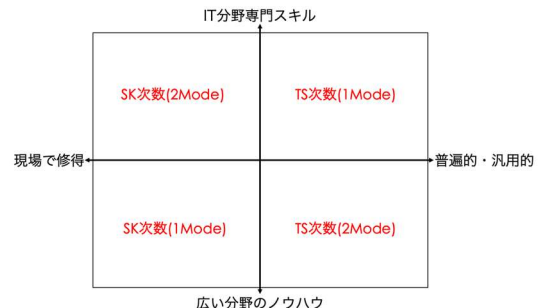 IT分野専門スキル
SK次数(2Mode)
TS次数(1Mode)
現場で修得
普遍的・汎用的
SK次数(1Mode)
TS次数(2Mode)
広い分野のノウハウ